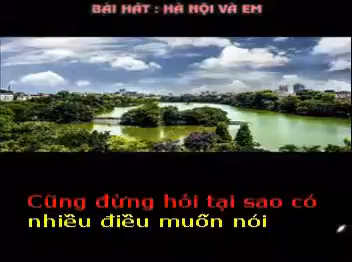 BÀI HÁT : HÀ NỘI VÀ EM
Cũng đừng hỏi tại sao có
nhiều điều muốn nói